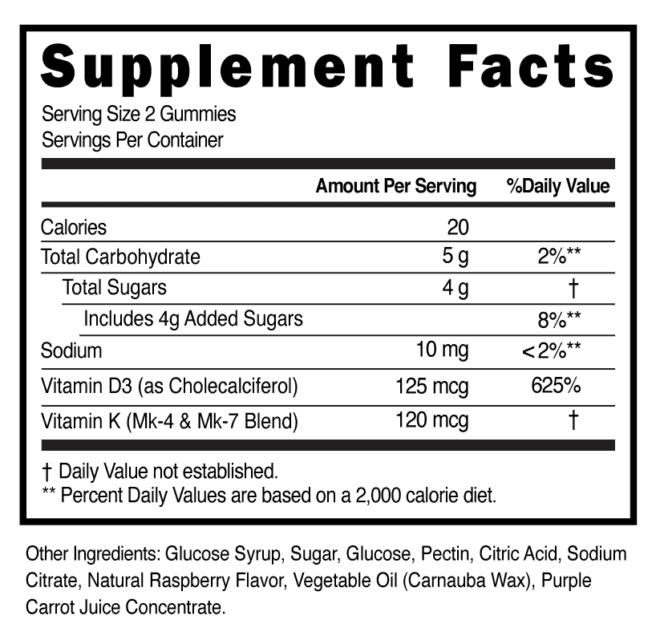 Supplement Facts
Serving Size 2 Gummies
Servings Per Container
Amount Per Serving %Daily Value
Calories 20
Total Carbohydrate 5 g 2%**
Total Sugars 4 g †
Includes 4g Added Sugars 8%**
Sodium 10 mg <2%**
Vitamin D3 (as Cholecalciferol) 125 mcg 625%
Vitamin K (Mk-4 & Mk-7 Blend) 120 mcg †
† Daily Value not established.
** Percent Daily Values are based on a 2,000 calorie diet.
Other Ingredients: Glucose Syrup, Sugar, Glucose, Pectin, Citric Acid, Sodium
Citrate, Natural Raspberry Flavor, Vegetable Oil (Carnauba Wax), Purple
Carrot Juice Concentrate.